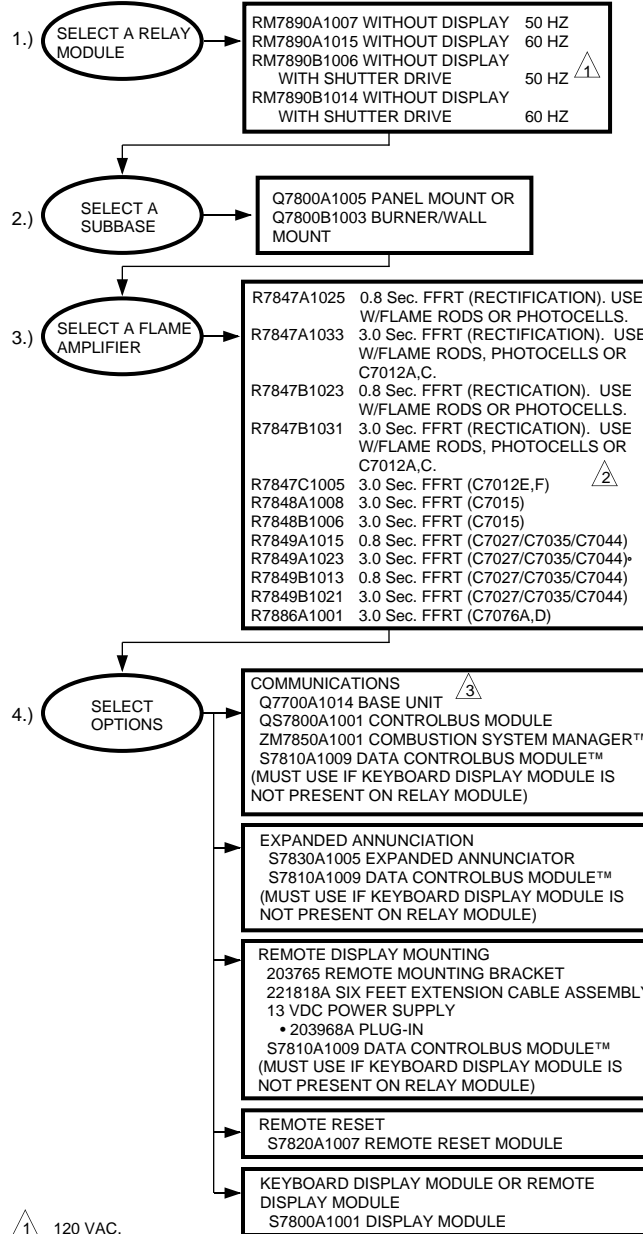 1.)
SELECT A RELAY
MODULE
RM7890A1007 WITHOUT DISPLAY 50 HZ
RM7890A1015 WITHOUT DISPLAY 60 HZ
RM7890B1006 WITHOUT DISPLAY
WITH SHUTTER DRIVE 50 HZ 1
RM7890B1014 WITHOUT DISPLAY
WITH SHUTTER DRIVE 60 HZ
2.)
SELECT A
SUBBASE
Q7800A1005 PANEL MOUNT OR
Q7800B1003 BURNER/WALL
MOUNT
3.)
SELECT A FLAME
AMPLIFIER
R7847A1025 0.8 Sec. FFRT (RECTIFICATION). USE
W/FLAME RODS OR PHOTOCELLS.
R7847A1033 3.0 Sec. FFRT (RECTIFICATION). USE
W/FLAME RODS, PHOTOCELLS OR
C7012A,C.
R7847B1023 0.8 Sec. FFRT (RECTICATION). USE
W/FLAME RODS OR PHOTOCELLS.
R7847B1031 3.0 Sec. FFRT (RECTICATION). USE
W/FLAME RODS, PHOTOCELLS OR
C7012A,C.
R7847C1005 3.0 Sec. FFRT (C7012E,F) 2
R7848A1008 3.0 Sec. FFRT (C7015)
R7848B1006 3.0 Sec. FFRT (C7015)
R7849A1015 0.8 Sec. FFRT (C7027/C7035/C7044)
R7849A1023 3.0 Sec. FFRT (C7027/C7035/C7044)•
R7849B1013 0.8 Sec. FFRT (C7027/C7035/C7044)
R7849B1021 3.0 Sec. FFRT (C7027/C7035/C7044)
R7886A1001 3.0 Sec. FFRT (C7076A,D)
4.)
SELECT
OPTIONS
COMMUNICATIONS 3
Q7700A1014 BASE UNIT
QS7800A1001 CONTROLBUS MODULE
ZM7850A1001 COMBUSTION SYSTEM MANAGER™
S7810A1009 DATA CONTROLBUS MODULE™
(MUST USE IF KEYBOARD DISPLAY MODULE IS
NOT PRESENT ON RELAY MODULE)
EXPANDED ANNUNCIATION
S7830A1005 EXPANDED ANNUNCIATOR
S7810A1009 DATA CONTROLBUS MODULE™
(MUST USE IF KEYBOARD DISPLAY MODULE IS
NOT PRESENT ON RELAY MODULE)
REMOTE DISPLAY MOUNTING
203765 REMOTE MOUNTING BRACKET
221818A SIX FEET EXTENSION CABLE ASSEMBLY
13 VDC POWER SUPPLY
• 203968A PLUG-IN
S7810A1009 DATA CONTROLBUS MODULE™
(MUST USE IF KEYBOARD DISPLAY MODULE IS
NOT PRESENT ON RELAY MODULE)
REMOTE RESET
S7820A1007 REMOTE RESET MODULE
KEYBOARD DISPLAY MODULE OR REMOTE
DISPLAY MODULE
S7800A1001 DISPLAY MODULE
1 120 VAC.